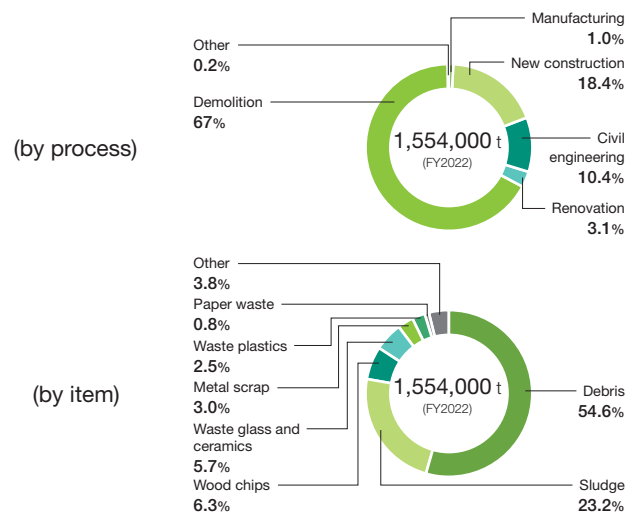 (by process)
Other
0.2%
Demolition
67%
Manufacturing
1.0%
New construction
18.4%
Civil
engineering
10.4%
Renovation
3.1%
1,554,000 t
(FY2022)
(by item)
Other
3.8%
Paper waste
0.8%
Waste plastics
2.5%
Metal scrap
3.0%
Waste glass and
ceramics
5.7%
Wood chips
6.3%
1,554,000 t
(FY2022)
Debris
54.6%
Sludge
23.2%